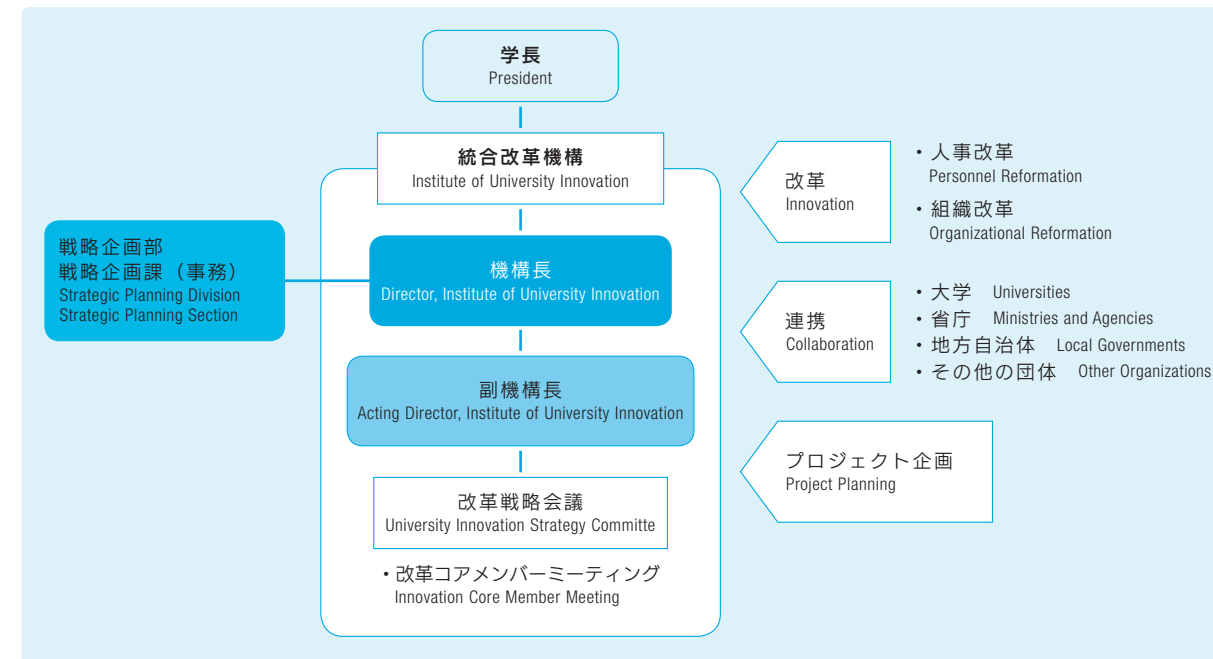 学長
President
統合改革機構
Institute of University Innovation
戦略企画部
戦略企画課（事務）
Strategic Planning Division
Strategic Planning Section
機構長
Director, Institute of University Innovation
副機構長
Acting Director, Institute of University Innovation
改革戦略会議
University Innovation Strategy Committe
・改革コアメンバーミーティング
Innovation Core Member Meeting
改革
Innovation
・人事改革
Personnel Reformation
・組織改革
Organizational Reformation
連携
Collaboration
・大学 Universities
・省庁 Ministries and Agencies
・地方自治体 Local Governments
・その他の団体 Other Organizations
プロジェクト企画
Project Planning